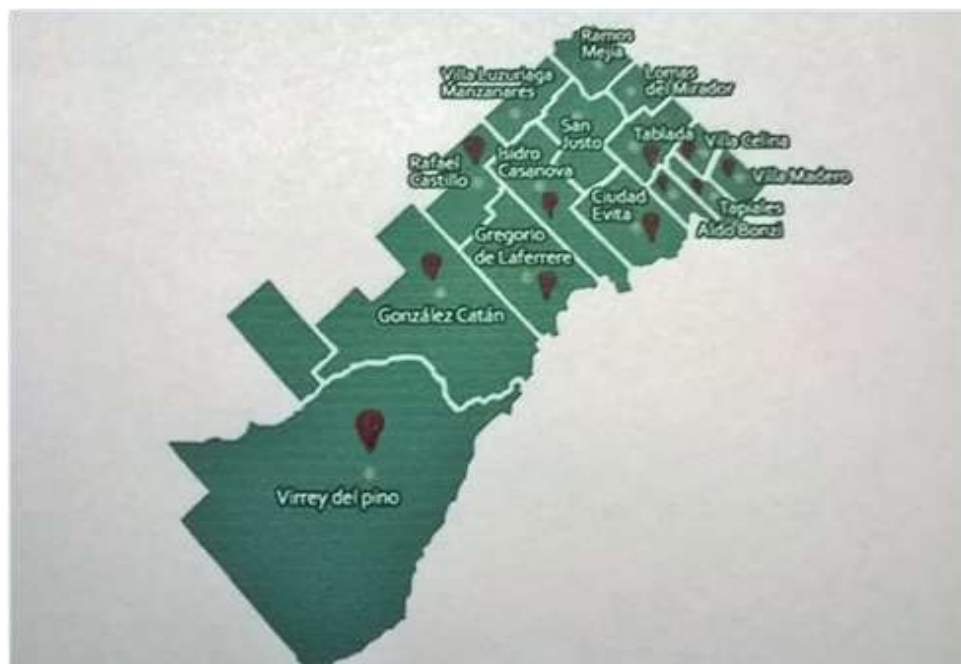 Ramos
Mejía
Villa Luzuriaga
Manzanares
Lomas
del Mirador
San
Justo
Tablada
Villa Celina
Rafael
Castillo
Isidro
Casanova
Villa Madero
Ciudad
Evita
Tapiales
Aldo Bonzi
Gregorio
de Laferrere
González Catán
Virrey del pino